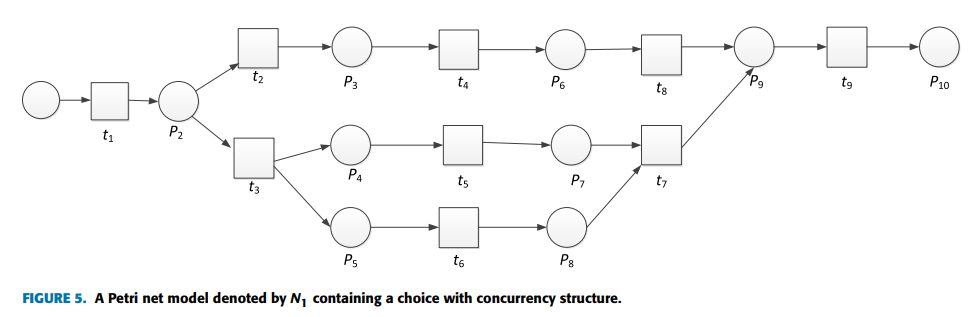 t2
P3
t4
P6
t8
P9
t9
P10
t1
P2
t3
P4
t5
P7
t7
P5
t6
P8
FIGURE 5. A Petri net model denoted by N1 containing a choice with concurrency structure.